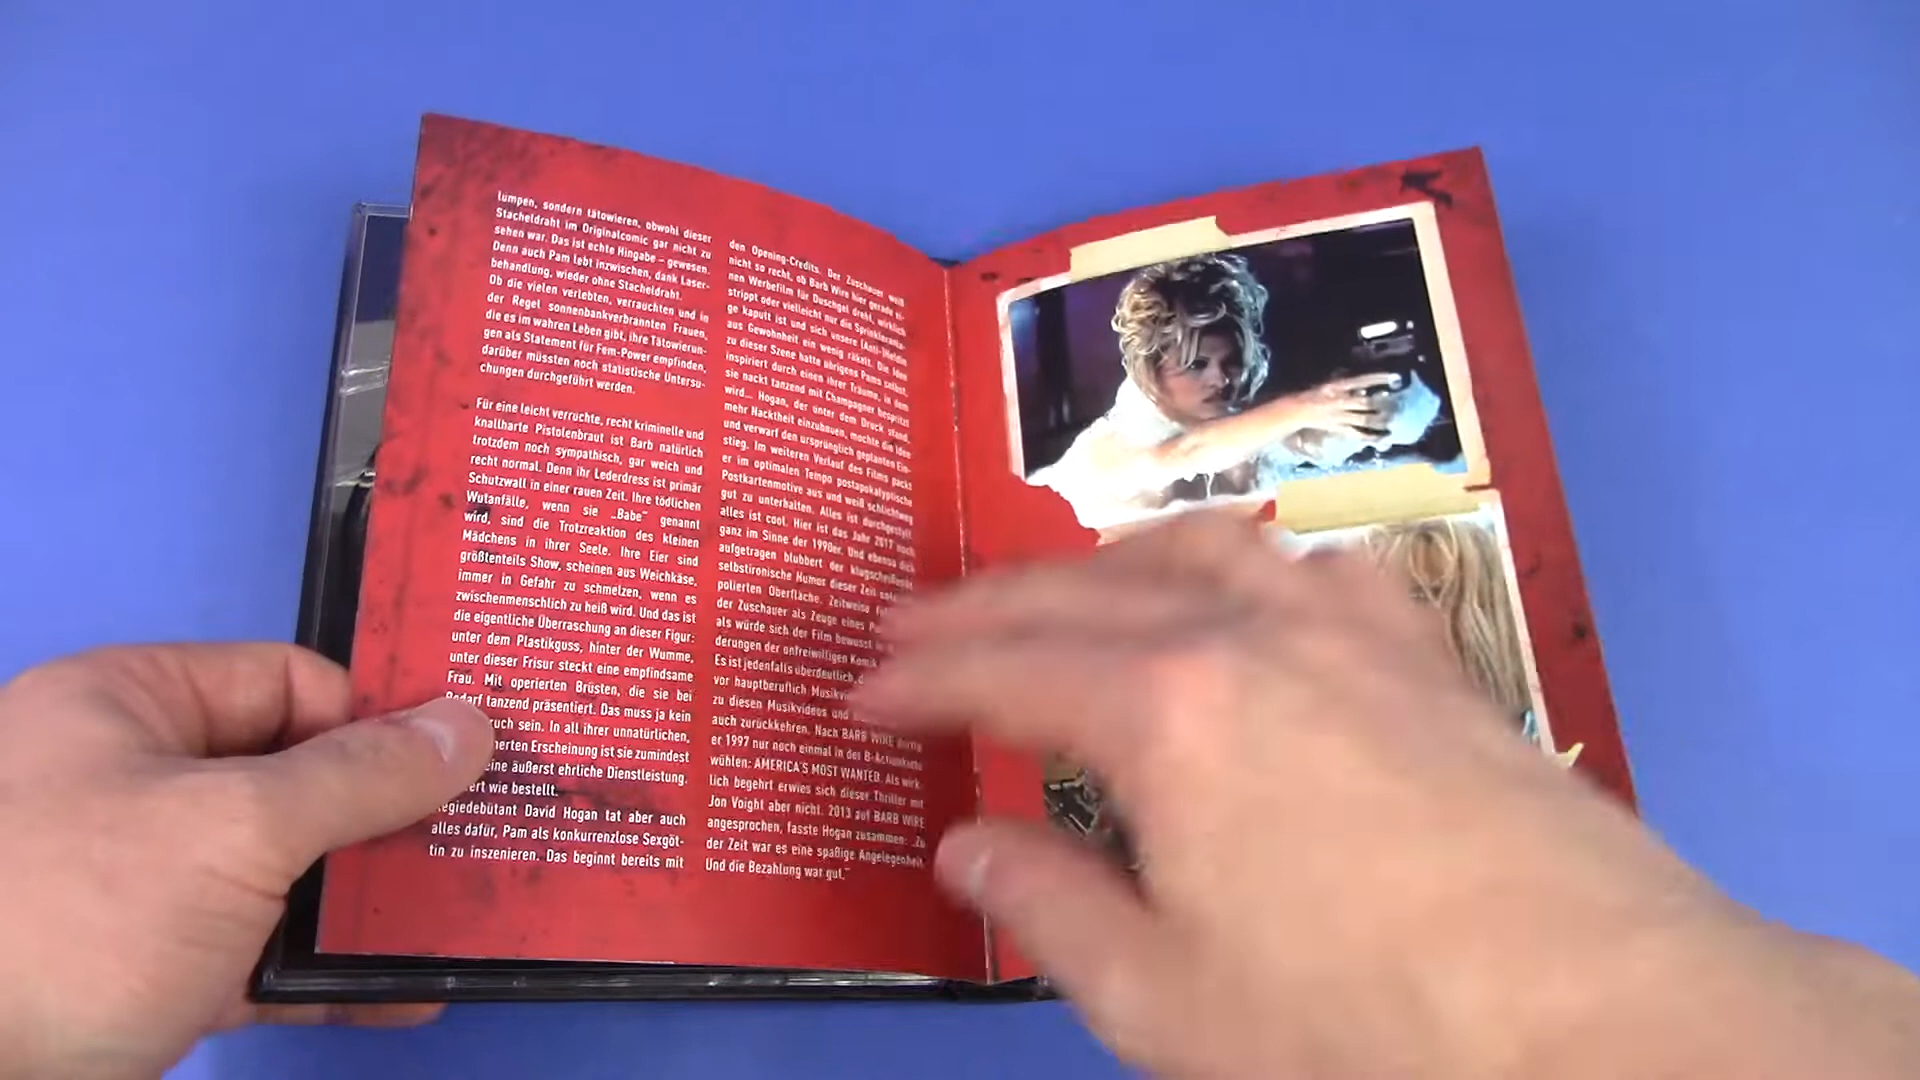 lumpen, sondern tätowieren, obwohl dieser
Stacheldraht im Originalcomic gar nicht zu
sehen war. Das ist echte Hingabe – gewesen.
Denn auch Pam lebt inzwischen, dank Laser-
behandlung, wieder ohne Stacheldraht.
Ob die vielen verlebten, verrauchten und in
der Regel sonnenbankverbrannten Frauen,
die es im wahren Leben gibt, ihre Tätowierun-
gen als Statement für Fem-Power empfinden,
darüber müssten noch statistische Untersu-
chungen durchgeführt werden.
Für eine leicht verruchte, recht kriminelle und
knallharte Pistolenbraut ist Barb natürlich
trotzdem noch sympathisch, gar weich und
recht normal. Denn ihr Lederdress ist primär
Schutzwall in einer rauen Zeit. Ihre tödlichen
Wutanfälle, wenn sie „Babe“ genannt
wird, sind die Trotzreaktion des kleinen
Mädchens in ihrer Seele. Ihre Eier sind
größtenteils Show, scheinen aus Weichkäse,
immer in Gefahr zu schmelzen, wenn es
zwischenmenschlich zu heiß wird. Und das ist
die eigentliche Überraschung an dieser Figur:
unter dem Plastikguss, hinter der Wumme,
unter dieser Frisur steckt eine empfindsame
Frau. Mit operierten Brüsten, die sie bei
Bedarf tanzend präsentiert. Das muss ja kein
ruch sein. In all ihrer unnatürlichen,
nerten Erscheinung ist sie zumindest
eine äußerst ehrliche Dienstleistung.
ert wie bestellt.
egiedebütant David Hogan tat aber auch
alles dafür, Pam als konkurrenzlose Sexgöt-
tin zu inszenieren. Das beginnt bereits mit
den Opening-Credits. Der Zuschauer weiß
nicht so recht, ob Barb Wire hier gerade ei-
nen Werbefilm für Duschgel dreht, wirklich
strippt oder vielleicht nur die Sprinkleranla-
ge kaputt ist und sich unsere (Anti-)Heldin
aus Gewohnheit ein wenig räkelt. Die Idee
zu dieser Szene hatte übrigens Pam selbst,
inspiriert durch einen ihrer Träume, in dem
sie nackt tanzend mit Champagner bespritzt
wird... Hogan, der unter dem Druck stand,
mehr Nacktheit einzubauen, mochte die Idee
und verwarf den ursprünglich geplanten Ein-
stieg. Im weiteren Verlauf des Films packt
er im optimalen Tempo postapokalyptische
Postkartenmotive aus und weiß schlichtweg
gut zu unterhalten. Alles ist durchgestylt,
alles ist cool. Hier ist das Jahr 2017 noch
ganz im Sinne der 1990er. Und ebenso dick
aufgetragen blubbert der klugscheißende
selbstironische Humor dieser Zeit
polierten Oberfläche. Zeitweise
der Zuschauer als Zeuge eines
als würde sich der Film bewusst
derungen der unfreiwilligen Komik
Es ist jedenfalls überdeutlich,
vor hauptberuflich
zu diesen Musikvideos und
auch zurückkehren. Nach BARB WIRE durfte
er 1997 nur noch einmal in der B-Actionkiste
wühlen: AMERICA'S MOST WANTED. Als wirk-
lich begehrt erwies sich dieser Thriller mit
Jon Voight aber nicht. 2013 auf BARB WIRE
angesprochen, fasste Hogan zusammen: „Zu
der Zeit war es eine spaßige Angelegenheit.
Und die Bezahlung war gut.“